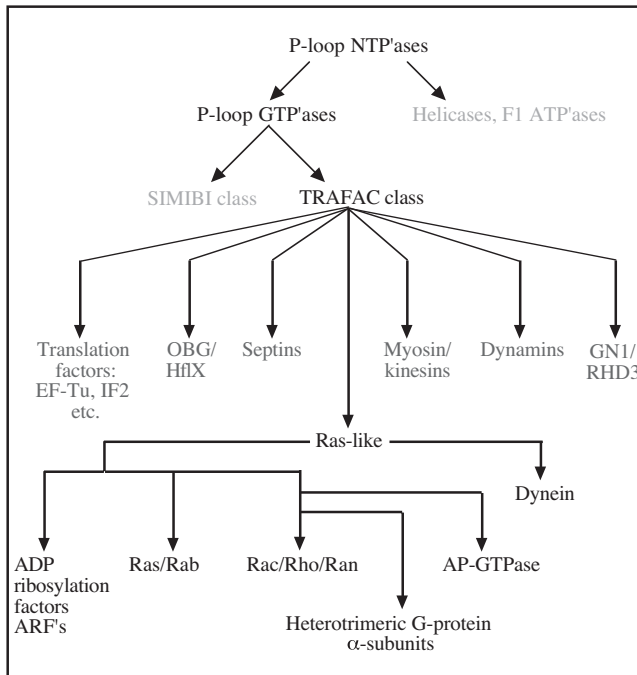 P-loop NTP'ases
P-loop GTP'ases
Helicases, F1 ATP'ases
SIMIBI class
TRAFAC class
Translation
factors:
EF-Tu, IF2
etc.
OBG/
HflX
Septins
Myosin/
kinesins
Dynamins
GN1/
RHD3
Ras-like
Dynein
ADP
ribosylation
factors
ARF's
Ras/Rab
Rac/Rho/Ran
AP-GTPase
Heterotrimeric G-protein
α-subunits